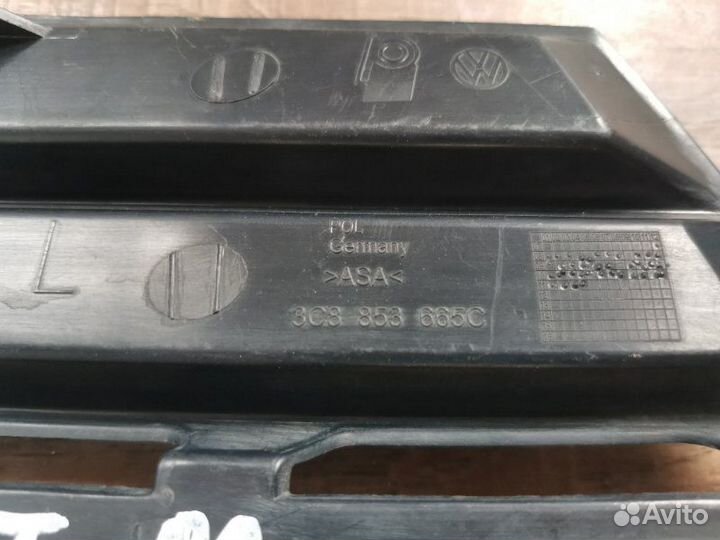 L
POL
Germany
>ASA<
3C8 853 665C
Avito